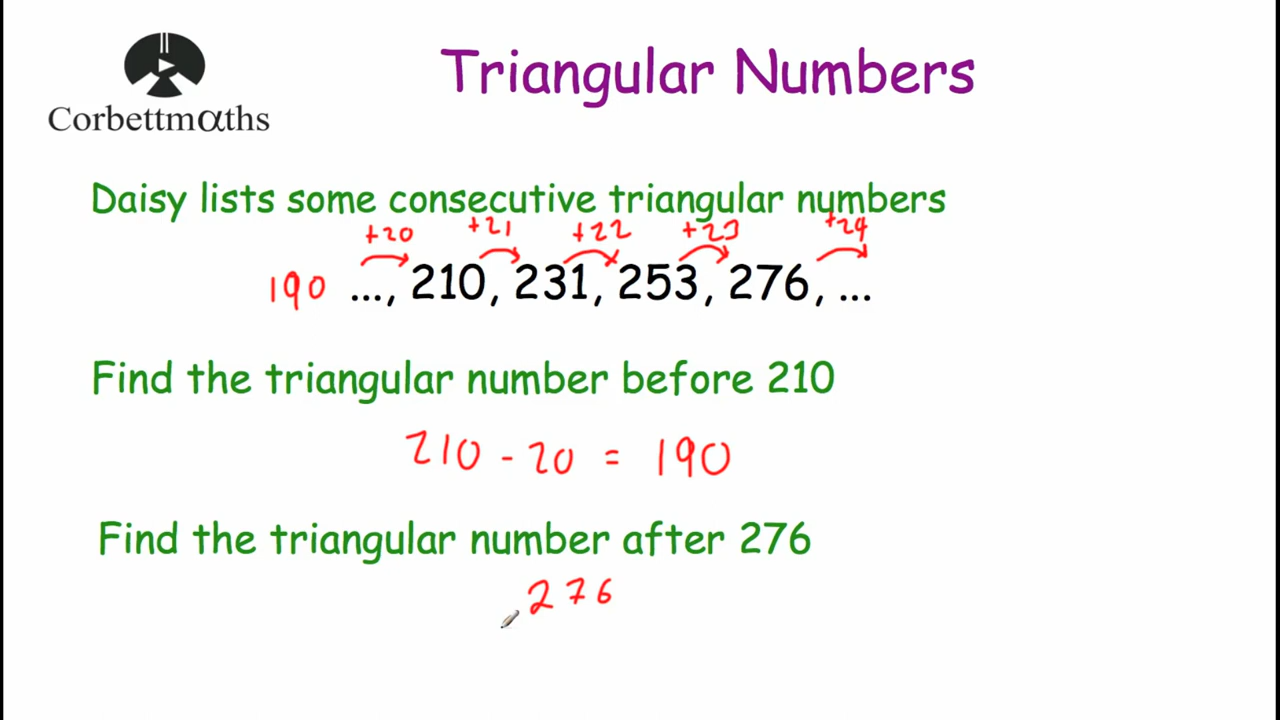 Triangular Numbers
Corbettmαths
Daisy lists some consecutive triangular numbers
+20 +21 +22 +23 +24
190 ..., 210, 231, 253, 276, ...
Find the triangular number before 210
210 - 20 = 190
Find the triangular number after 276
276